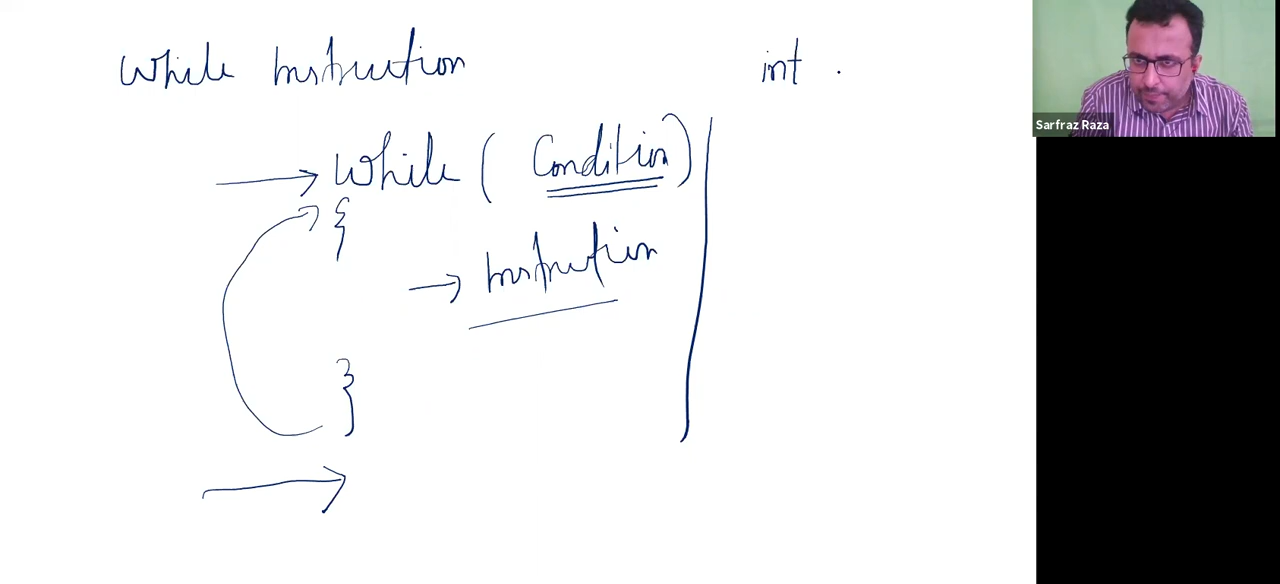 While Instruction
int .
While ( Condition )
{
→ Instruction
}
Sarfraz Raza